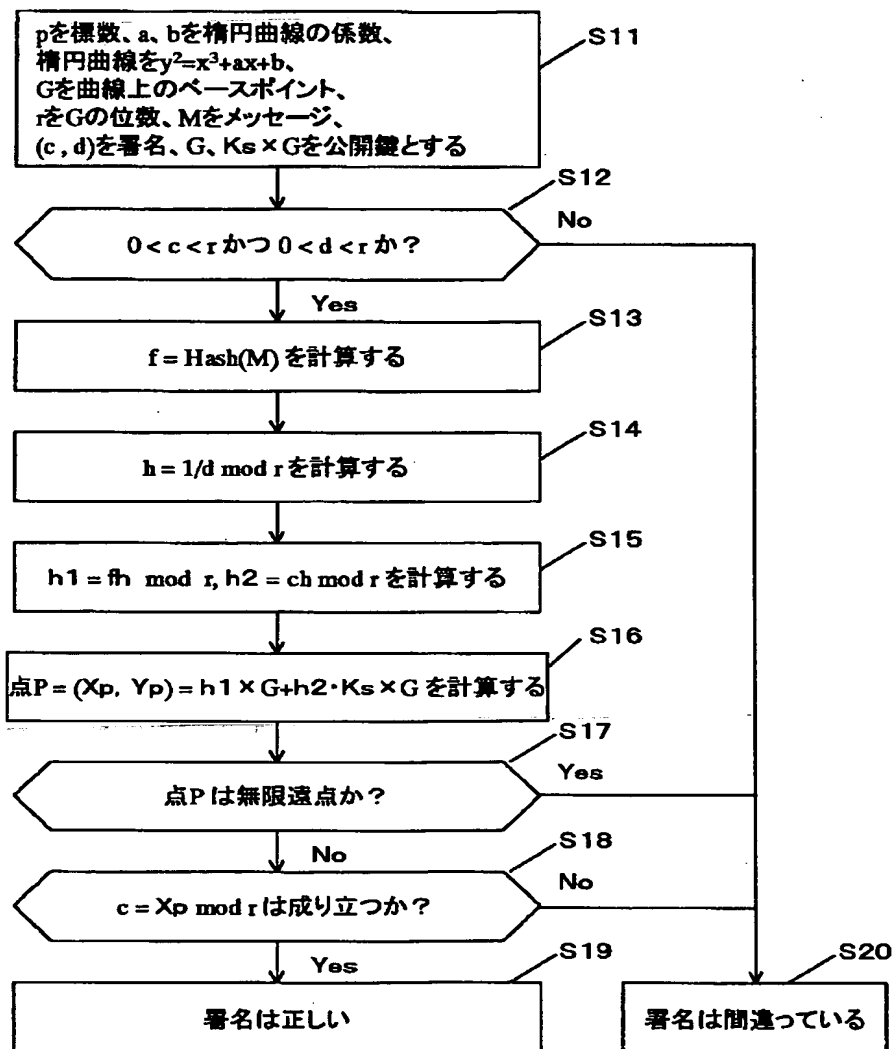 pを標数、a、bを楕円曲線の係数、
楕円曲線をy²=x³+ax+b、
Gを曲線上のベースポイント、
rをGの位数、Mをメッセージ、
(c , d)を署名、G、Ks×Gを公開鍵とする
S11
S12
0 < c < r かつ 0 < d < r か？
No
Yes
S13
f = Hash(M) を計算する
S14
h = 1/d mod r を計算する
S15
h1 = fh mod r, h2 = ch mod r を計算する
S16
点P = (Xp, Yp) = h1×G+h2・Ks×G を計算する
S17
点P は無限遠点か？
Yes
No
S18
c = Xp mod r は成り立つか？
No
Yes
S19
署名は正しい
S20
署名は間違っている